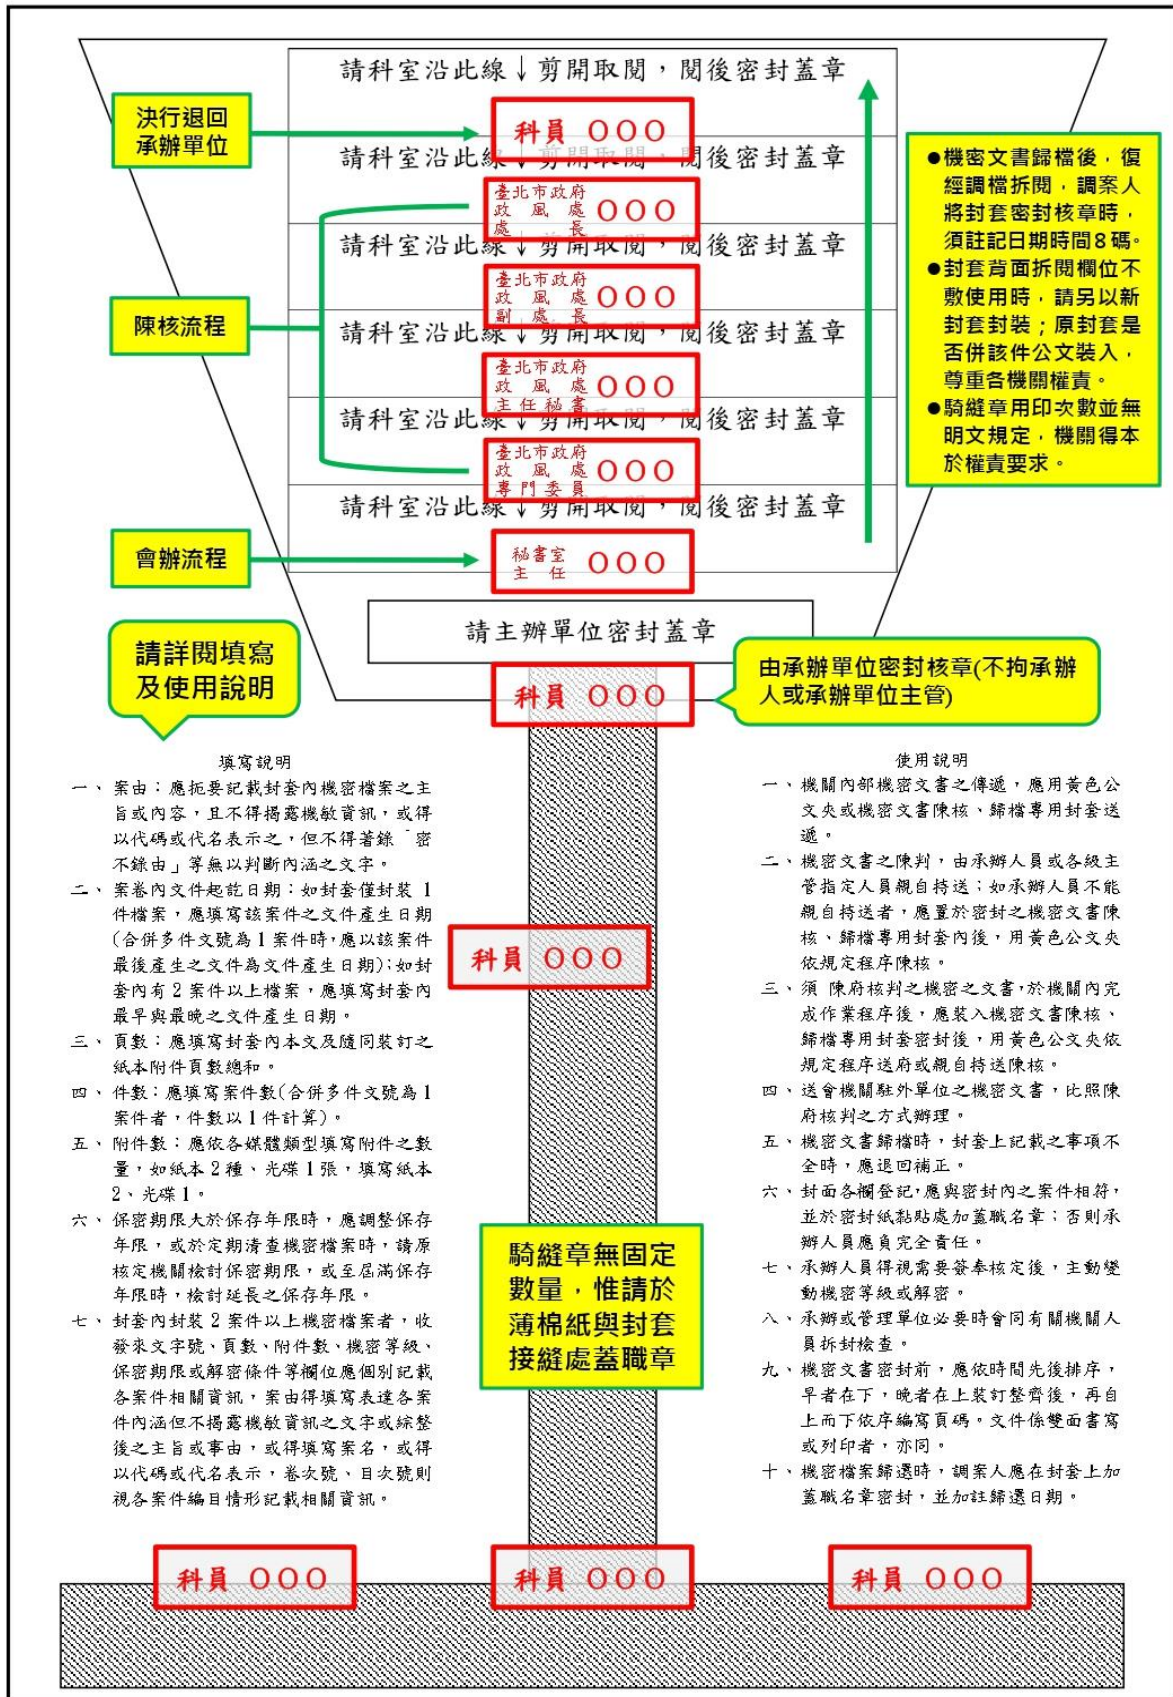 請科室沿此線↓剪開取閱，閱後密封蓋章
決行退回
承辦單位
科員 OOO
請科室沿此線↓剪開取閱，閱後密封蓋章
臺北市政府
政風處
處長
OOO
請科室沿此線↓剪開取閱，閱後密封蓋章
臺北市政府
政風處
副處長
OOO
陳核流程
請科室沿此線↓剪開取閱，閱後密封蓋章
臺北市政府
政風處
主任秘書
OOO
請科室沿此線↓剪開取閱，閱後密封蓋章
臺北市政府
政風處
專門委員
OOO
請科室沿此線↓剪開取閱，閱後密封蓋章
會辦流程
秘書室
主任
OOO
●機密文書歸檔後，復
經調檔拆閱，調案人
將封套密封核章時，
須註記日期時間8碼。
●封套背面拆閱欄位不
敷使用時，請另以新
封套封裝；原封套是
否併該件公文裝入，
尊重各機關權責。
●騎縫章用印次數並無
明文規定，機關得本
於權責要求。
請主辦單位密封蓋章
請詳閱填寫
及使用說明
科員 OOO
由承辦單位密封核章(不拘承辦
人或承辦單位主管)
填寫說明
一、案由：應扼要記載封套內機密檔案之主
旨或內容，且不得揭露機敏資訊，或得
以代碼或代名表示之，但不得著錄「密
不錄由」等無以判斷內涵之文字。
二、案卷內文件起訖日期：如封套僅封裝 1
件檔案，應填寫該案件之文件產生日期
(合併多件文號為 1 案件時，應以該案件
最後產生之文件為文件產生日期)；如封
套內有 2 案件以上檔案，應填寫封套內
最早與最晚之文件產生日期。
三、頁數：應填寫封套內本文及隨同裝訂之
紙本附件頁數總和。
四、件數：應填寫案件數(合併多件文號為 1
案件者，件數以 1 件計算)。
五、附件數：應依各媒體類型填寫附件之數
量，如紙本 2 種、光碟 1 張，填寫紙本
2、光碟 1。
六、保密期限大於保存年限時，應調整保存
年限，或於定期清查機密檔案時，請原
核定機關檢討保密期限，或至屆滿保存
年限時，檢討延長之保存年限。
七、封套內封裝 2 案件以上機密檔案者，收
發來文字號、頁數、附件數、機密等級、
保密期限或解密條件等欄位應個別記載
各案件相關資訊，案由得填寫表達各案
件內涵但不揭露機敏資訊之文字或綜整
後之主旨或事由，或得填寫案名，或得
以代碼或代名表示，卷次號、目次號則
視各案件編目情形記載相關資訊。
科員 OOO
騎縫章無固定
數量，惟請於
薄棉紙與封套
接縫處蓋職章
使用說明
一、機關內部機密文書之傳遞，應用黃色公
文夾或機密文書陳核、歸檔專用封套送
遞。
二、機密文書之陳判，由承辦人員或各級主
管指定人員親自持送；如承辦人員不能
親自持送者，應置於密封之機密文書陳
核、歸檔專用封套內後，用黃色公文夾
依規定程序陳核。
三、須 陳府核判之機密之文書，於機關內完
成作業程序後，應裝入機密文書陳核、
歸檔專用封套密封後，用黃色公文夾依
規定程序送府或親自持送陳核。
四、送會機關駐外單位之機密文書，比照陳
府核判之方式辦理。
五、機密文書歸檔時，封套上記載之事項不
全時，應退回補正。
六、封面各欄登記，應與密封內之案件相符，
並於密封紙黏貼處加蓋職名章；否則承
辦人員應負完全責任。
七、承辦人員得視需要簽奉核定後，主動變
動機密等級或解密。
八、承辦或管理單位必要時會同有關機關人
員拆封檢查。
九、機密文書密封前，應依時間先後排序，
早者在下，晚者在上裝訂整齊後，再自
上而下依序編寫頁碼。文件係雙面書寫
或列印者，亦同。
十、機密檔案歸還時，調案人應在封套上加
蓋職名章密封，並加註歸還日期。
科員 OOO
科員 OOO
科員 OOO